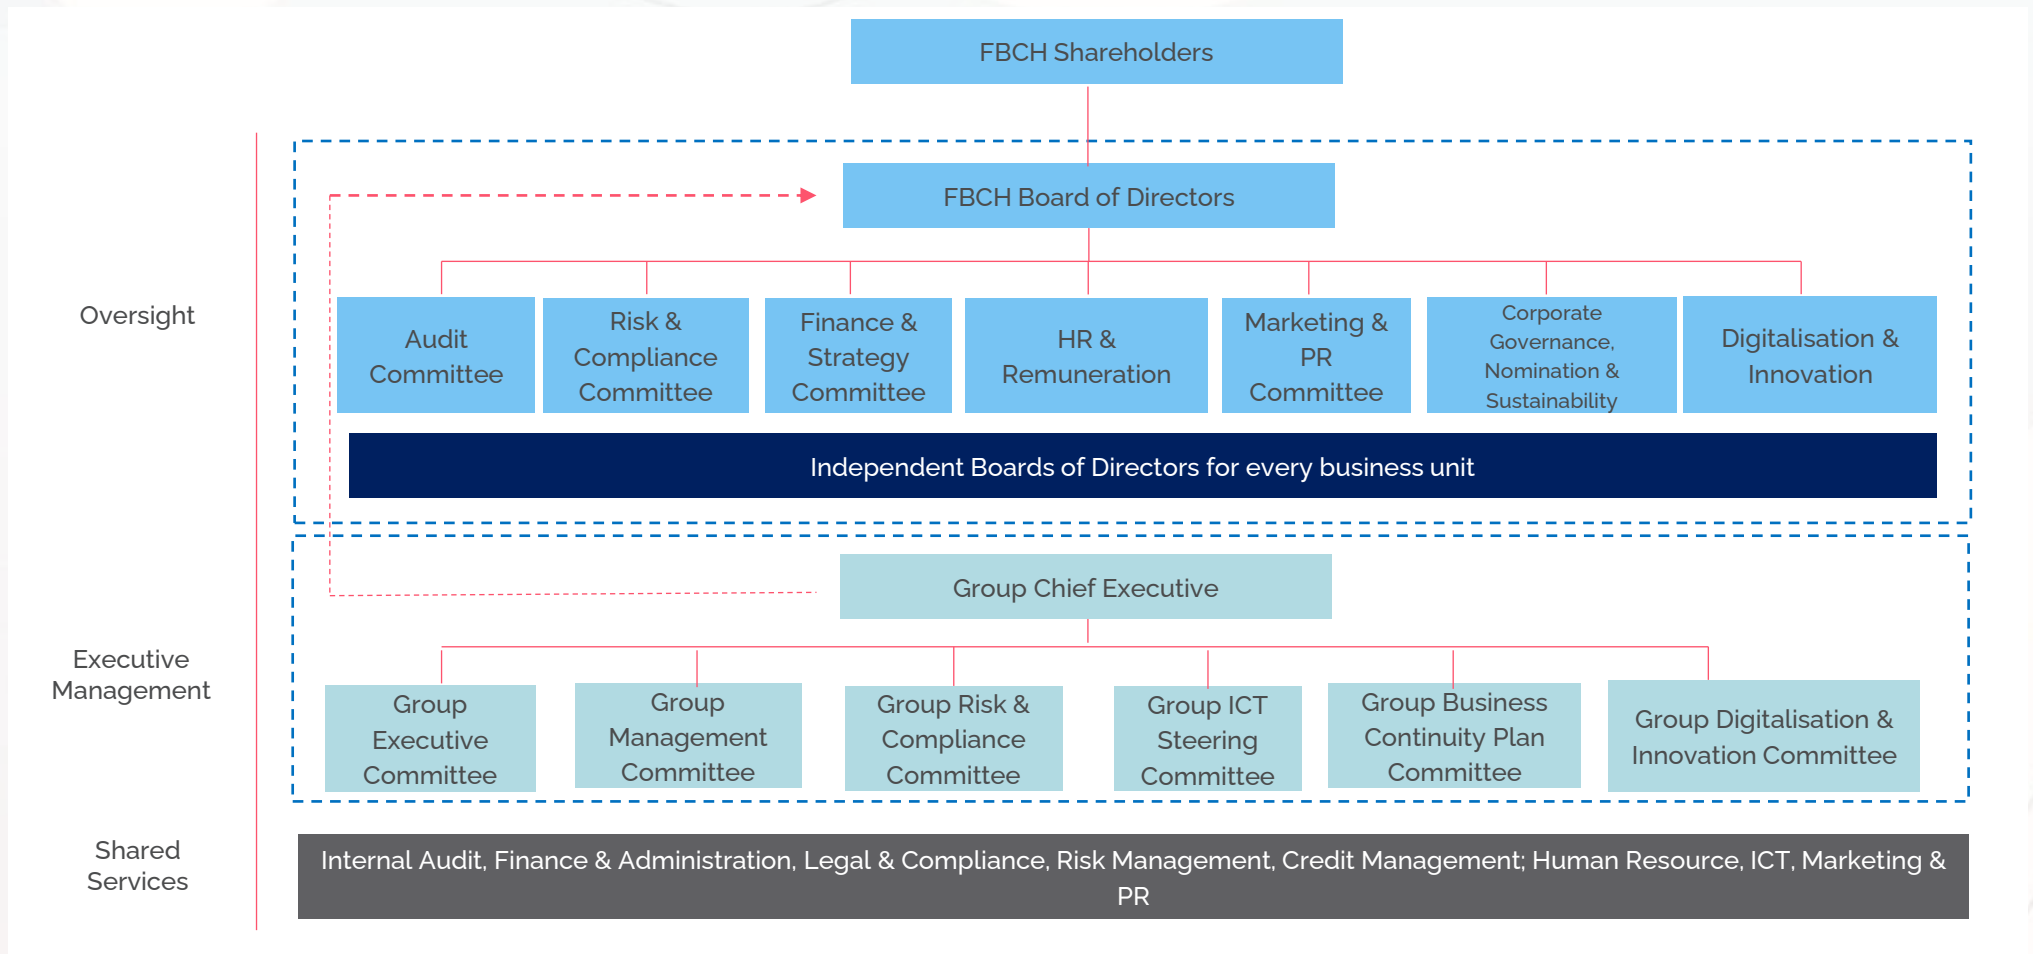 FBCH Shareholders
FBCH Board of Directors
Oversight
Audit
Committee
Risk &
Compliance
Committee
Finance &
Strategy
Committee
HR &
Remuneration
Marketing &
PR
Committee
Corporate
Governance,
Nomination &
Sustainability
Digitalisation &
Innovation
Independent Boards of Directors for every business unit
Group Chief Executive
Executive
Management
Group
Executive
Committee
Group
Management
Committee
Group Risk &
Compliance
Committee
Group ICT
Steering
Committee
Group Business
Continuity Plan
Committee
Group Digitalisation &
Innovation Committee
Shared
Services
Internal Audit, Finance & Administration, Legal & Compliance, Risk Management, Credit Management; Human Resource, ICT, Marketing &
PR